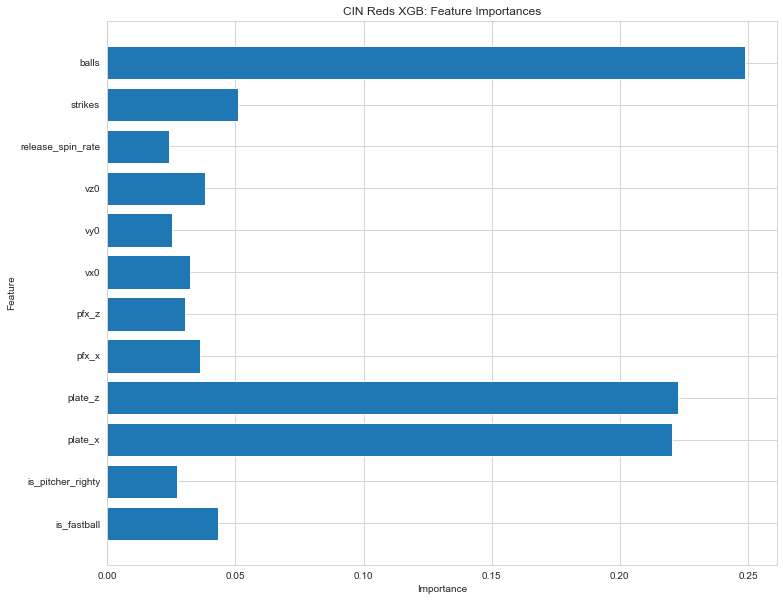 CIN Reds XGB: Feature Importances
balls
strikes
release_spin_rate
vz0
vy0
vx0
pfx_z
pfx_x
plate_z
plate_x
is_pitcher_righty
is_fastball
Feature
0.00 0.05 0.10 0.15 0.20 0.25
Importance